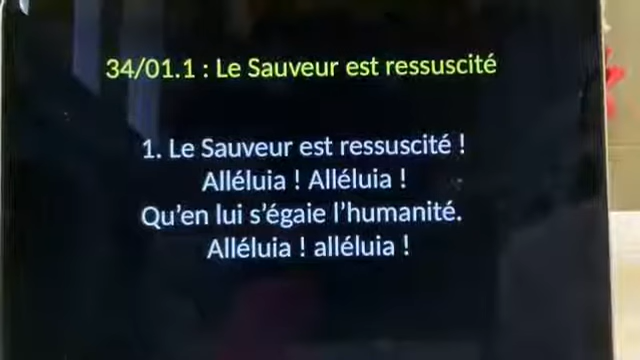 34/01.1 : Le Sauveur est ressuscité
1. Le Sauveur est ressuscité !
Alléluia ! Alléluia !
Qu'en lui s'égaie l'humanité.
Alléluia ! alléluia !